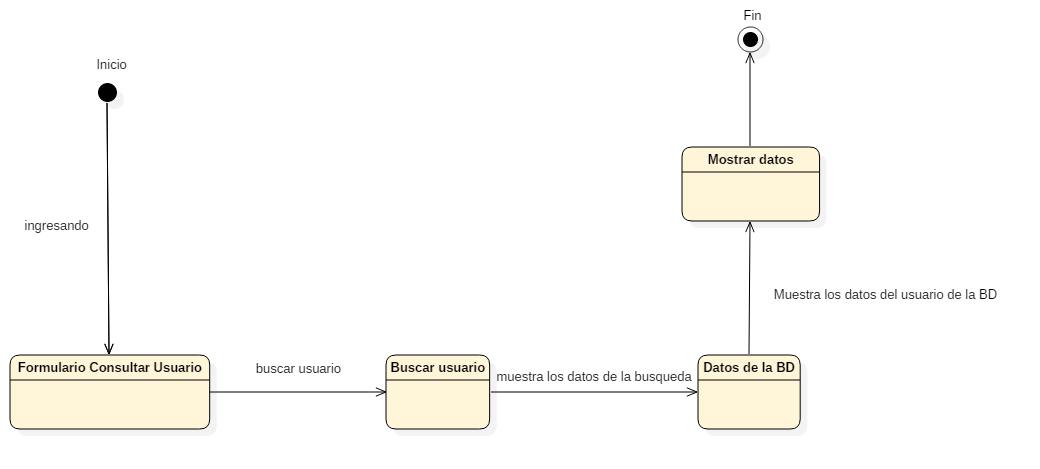 Fin
Inicio
Mostrar datos
ingresando
Muestra los datos del usuario de la BD
Formulario Consultar Usuario
buscar usuario
Buscar usuario
muestra los datos de la busqueda
Datos de la BD